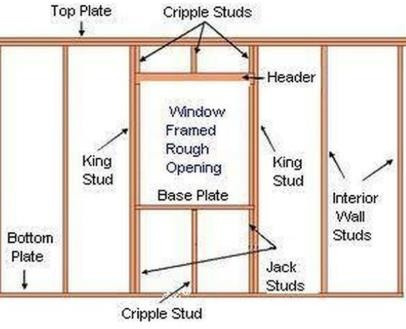 Top Plate
Cripple Studs
Header
Window
Framed
Rough
Opening
King
Stud
King
Stud
Base Plate
Interior
Wall
Studs
Bottom
Plate
Jack
Studs
Cripple Stud